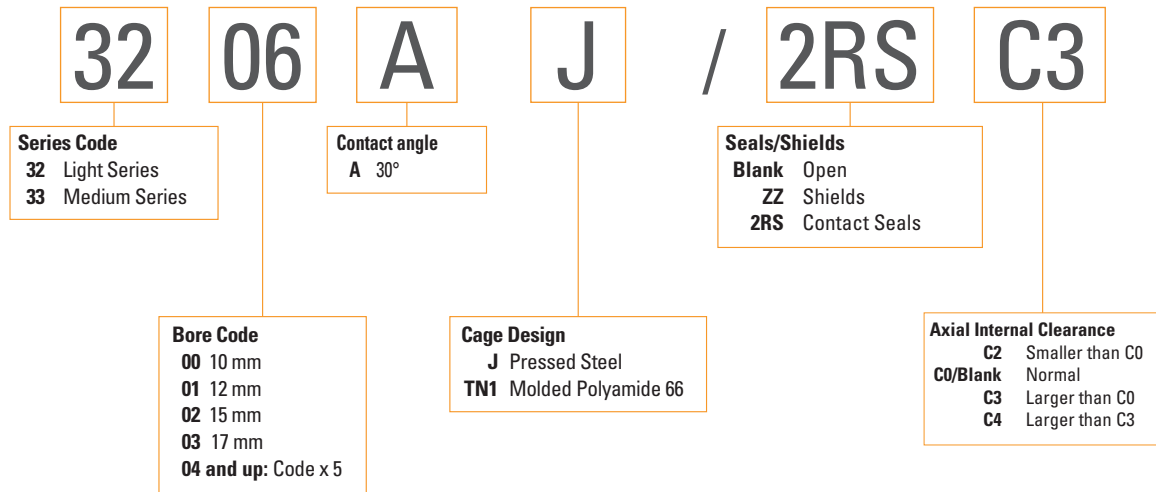 32 06 A J / 2RS C3
Series Code
32 Light Series
33 Medium Series
Contact angle
A 30°
Seals/Shields
Blank Open
ZZ Shields
2RS Contact Seals
Bore Code
00 10 mm
01 12 mm
02 15 mm
03 17 mm
04 and up: Code x 5
Cage Design
J Pressed Steel
TN1 Molded Polyamide 66
Axial Internal Clearance
C2 Smaller than C0
C0/Blank Normal
C3 Larger than C0
C4 Larger than C3